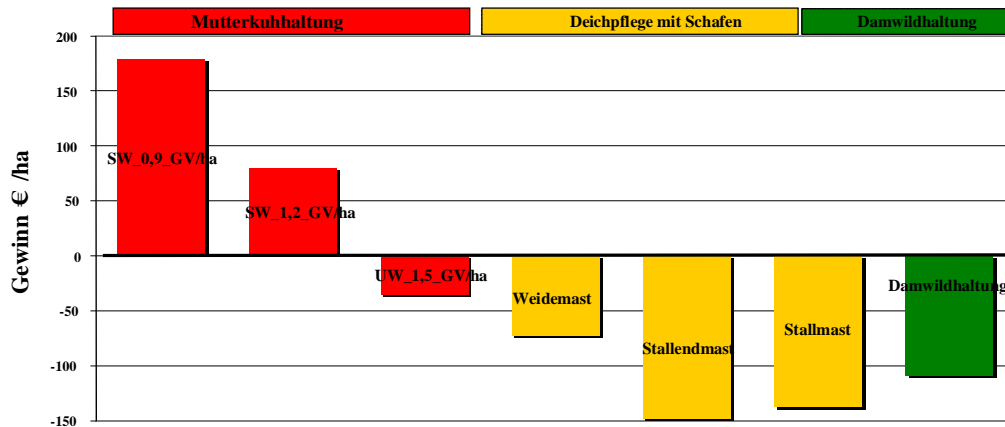 Mutterkuhhaltung
Deichpflege mit Schafen
Damwildhaltung
Gewinn € /ha
200
150
100
50
0
-50
-100
-150
SW_0,9_GV/ha
SW_1,2_GV/ha
UW_1,5_GV/ha
Weidemast
Stallendmast
Stallmast
Damwildhaltung